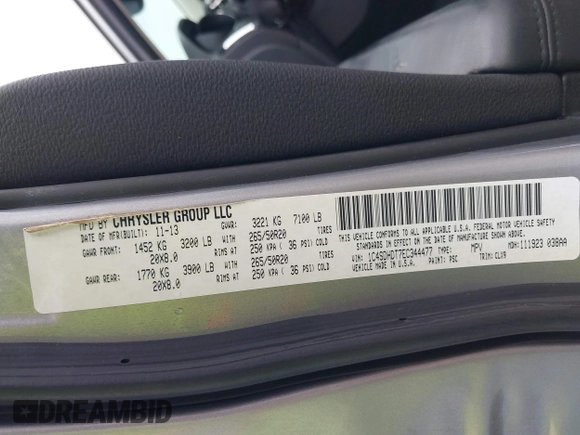 MFD BY CHRYSLER GROUP LLC
DATE OF MFR(BUILT): 11-13 GVWR: 3221 KG 7100 LB
GAWR FRONT: 1452 KG 3200 LB TIRES 265/50R20
20X8.0 RIMS AT 250 KPA ( 36 PSI) COLD
GAWR REAR: 1770 KG 3900 LB TIRES 265/50R20
20X8.0 RIMS AT 250 KPA ( 36 PSI) COLD
THIS VEHICLE CONFORMS TO ALL APPLICABLE U.S.A. FEDERAL MOTOR VEHICLE SAFETY
STANDARDS IN EFFECT ON THE DATE OF MANUFACTURE SHOWN ABOVE.
VIN: 1C4SDHDT7EC344477 TYPE: MPV MDH: 111923 03BAA
VEHICLE MADE IN U.S.A. PAINT: PSC TRIM: CLV9
DREAMBID